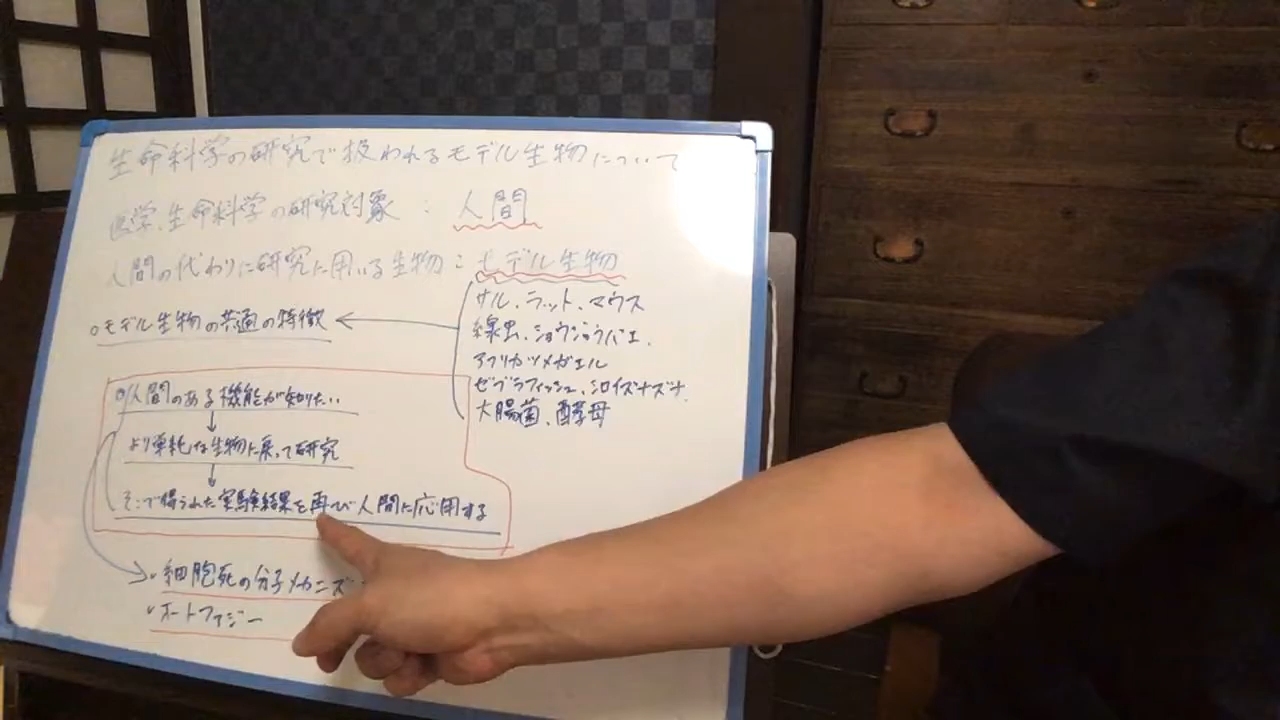 生命科学の研究で扱われるモデル生物について
医学、生命科学の研究対象 : 人間
人間の代わりに研究に用いる生物 : モデル生物
サル、ラット、マウス
線虫、ショウジョウバエ、
アフリカツメガエル
ゼブラフィッシュ、シロイヌナズナ、
大腸菌、酵母
○モデル生物の共通の特徴
○人間のある機能が知りたい
↓
より単純な生物に戻って研究
↓
そこで得られた実験結果を再び人間に応用する
・細胞死の分子メカニズ
・オートファジー